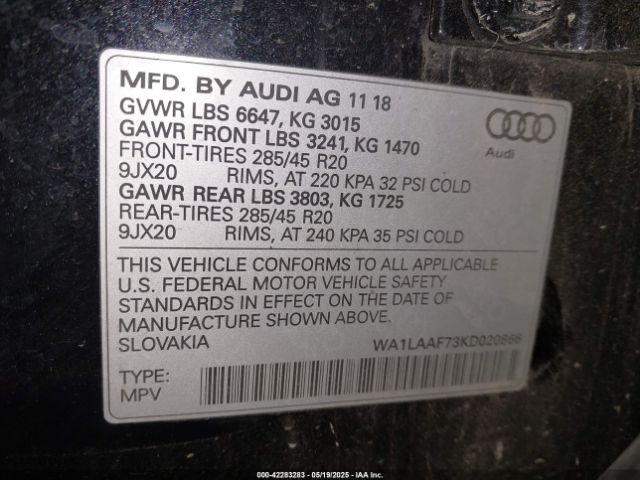 MFD. BY AUDI AG 11 18
GVWR LBS 6647, KG 3015
GAWR FRONT LBS 3241, KG 1470
FRONT-TIRES 285/45 R20
9JX20 RIMS, AT 220 KPA 32 PSI COLD
GAWR REAR LBS 3803, KG 1725
REAR-TIRES 285/45 R20
9JX20 RIMS, AT 240 KPA 35 PSI COLD
Audi
THIS VEHICLE CONFORMS TO ALL APPLICABLE
U.S. FEDERAL MOTOR VEHICLE SAFETY
STANDARDS IN EFFECT ON THE DATE OF
MANUFACTURE SHOWN ABOVE.
SLOVAKIA WA1LAAF73KD020866
TYPE:
MPV
000-42283283 - 05/19/2025 - IAA Inc.